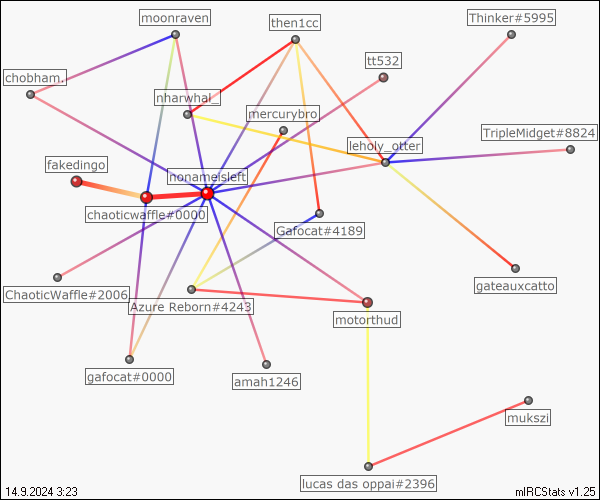 moonraven
then1cc
Thinker#5995
tt532
chobham.
nharwhal_
mercurybro
TripleMidget#8824
leholy_otter
fakedingo
nonameisleft
chaoticwaffle#0000
Gafocat#4189
gateauxcatto
ChaoticWaffle#2006
Azure Reborn#4243
motorthud
gafocat#0000
amah1246
mukszi
lucas das oppai#2396
14.9.2024 3:23
mIRCStats v1.25